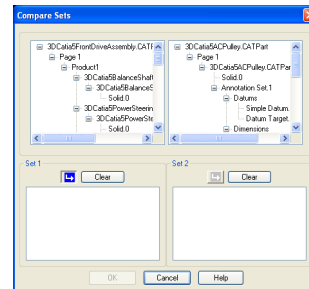 Compare Sets
3DCatia5FrontDriveAssembly.CATF
Page 1
Product1
3DCatia5BalanceShaft
3DCatia5BalanceS
Solid.0
3DCatia5PowerSteerin
3DCatia5PowerSte
Solid.0
3DCatia5ACPulley.CATPart
Page 1
3DCatia5ACPulley.CATPar
Solid.0
Annotation Set.1
Datums
Simple Datum.
Datum Target.
Dimensions
Set 1
Clear
Set 2
Clear
OK
Cancel
Help